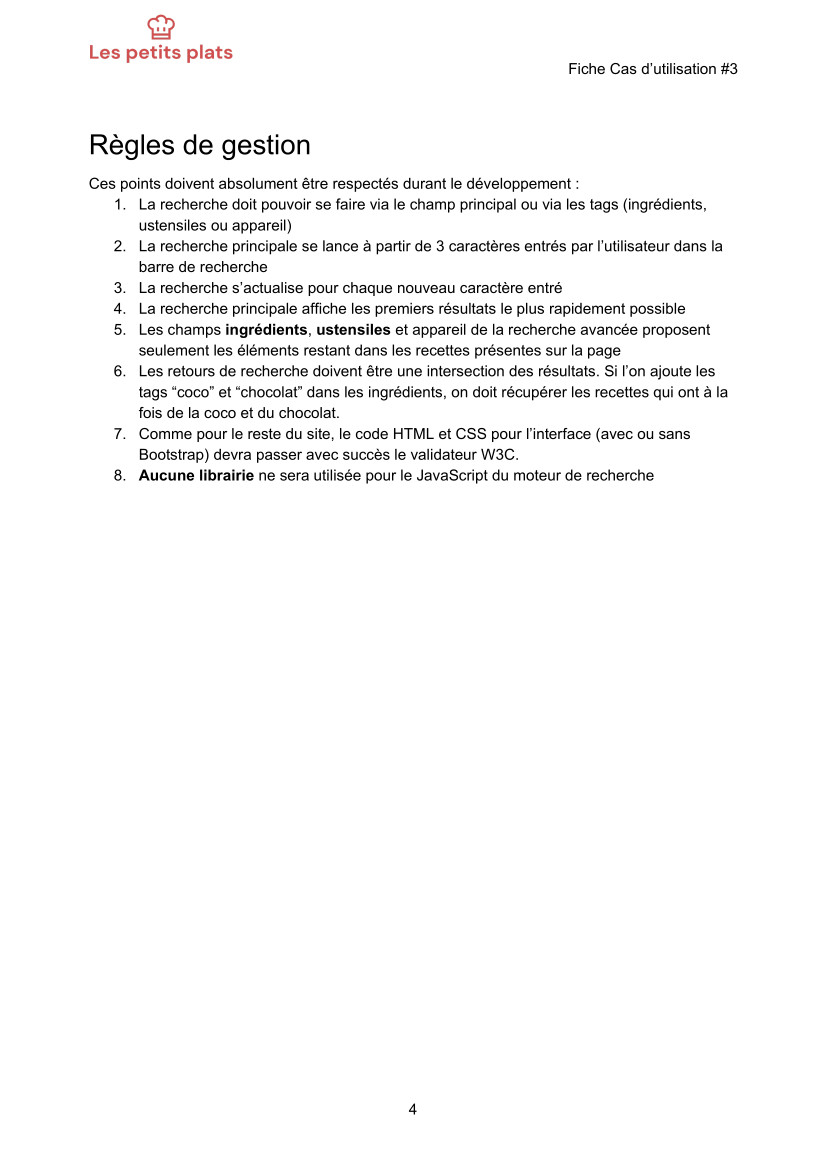 Les petits plats
Fiche Cas d’utilisation #3
Règles de gestion
Ces points doivent absolument être respectés durant le développement :
1. La recherche doit pouvoir se faire via le champ principal ou via les tags (ingrédients,
ustensiles ou appareil)
2. La recherche principale se lance à partir de 3 caractères entrés par l’utilisateur dans la
barre de recherche
3. La recherche s’actualise pour chaque nouveau caractère entré
4. La recherche principale affiche les premiers résultats le plus rapidement possible
5. Les champs ingrédients, ustensiles et appareil de la recherche avancée proposent
seulement les éléments restant dans les recettes présentes sur la page
6. Les retours de recherche doivent être une intersection des résultats. Si l’on ajoute les
tags “coco” et “chocolat” dans les ingrédients, on doit récupérer les recettes qui ont à la
fois de la coco et du chocolat.
7. Comme pour le reste du site, le code HTML et CSS pour l’interface (avec ou sans
Bootstrap) devra passer avec succès le validateur W3C.
8. Aucune librairie ne sera utilisée pour le JavaScript du moteur de recherche
4